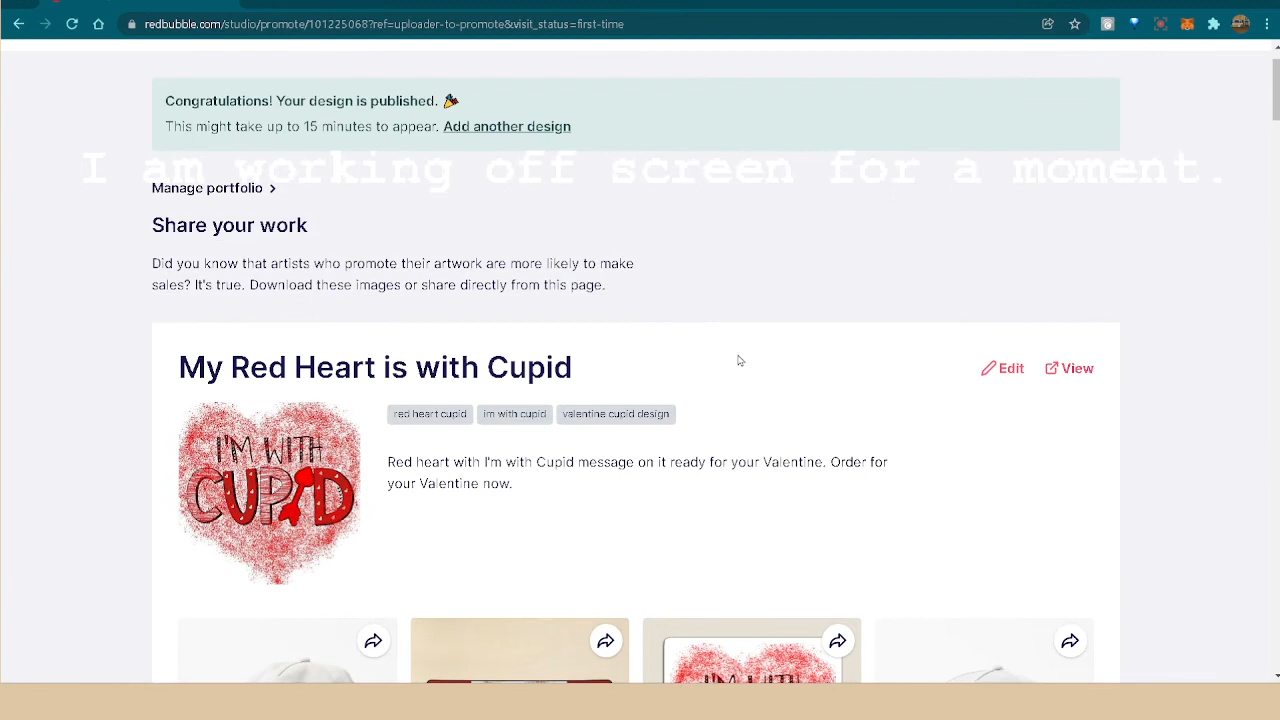 redbubble.com/studio/promote/101225068?ref=uploader-to-promote&visit_status=first-time
Congratulations! Your design is published.
This might take up to 15 minutes to appear. Add another design
I am working off screen for a moment.
Manage portfolio >
Share your work
Did you know that artists who promote their artwork are more likely to make
sales? It's true. Download these images or share directly from this page.
My Red Heart is with Cupid
Edit View
red heart cupid im with cupid valentine cupid design
I'M WITH
CUPID
Red heart with I'm with Cupid message on it ready for your Valentine. Order for
your Valentine now.